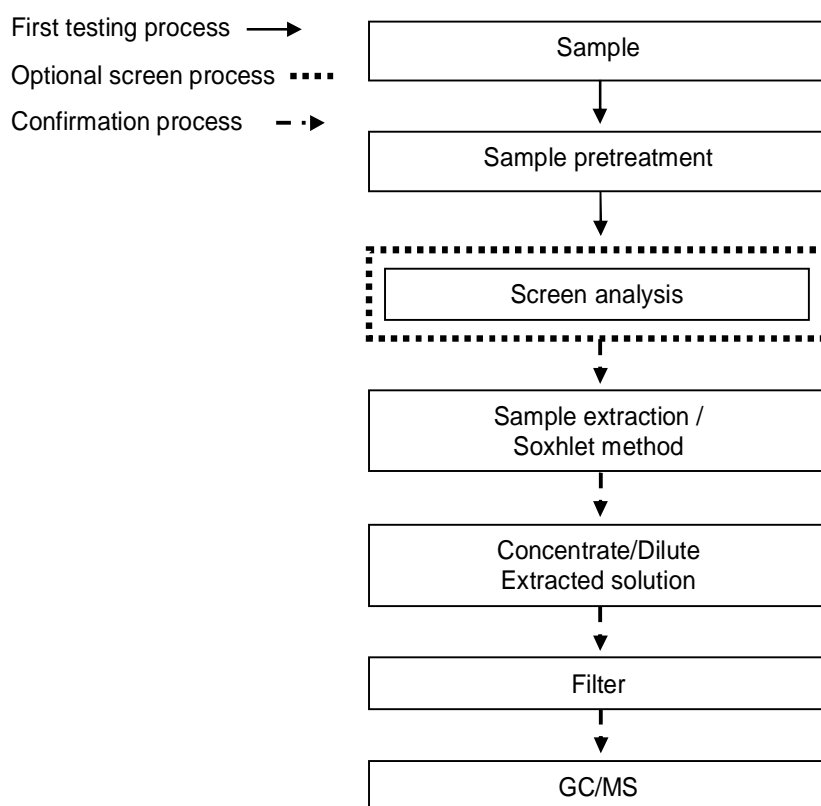 First testing process
Optional screen process
Confirmation process
Sample
Sample pretreatment
Screen analysis
Sample extraction /
Soxhlet method
Concentrate/Dilute
Extracted solution
Filter
GC/MS